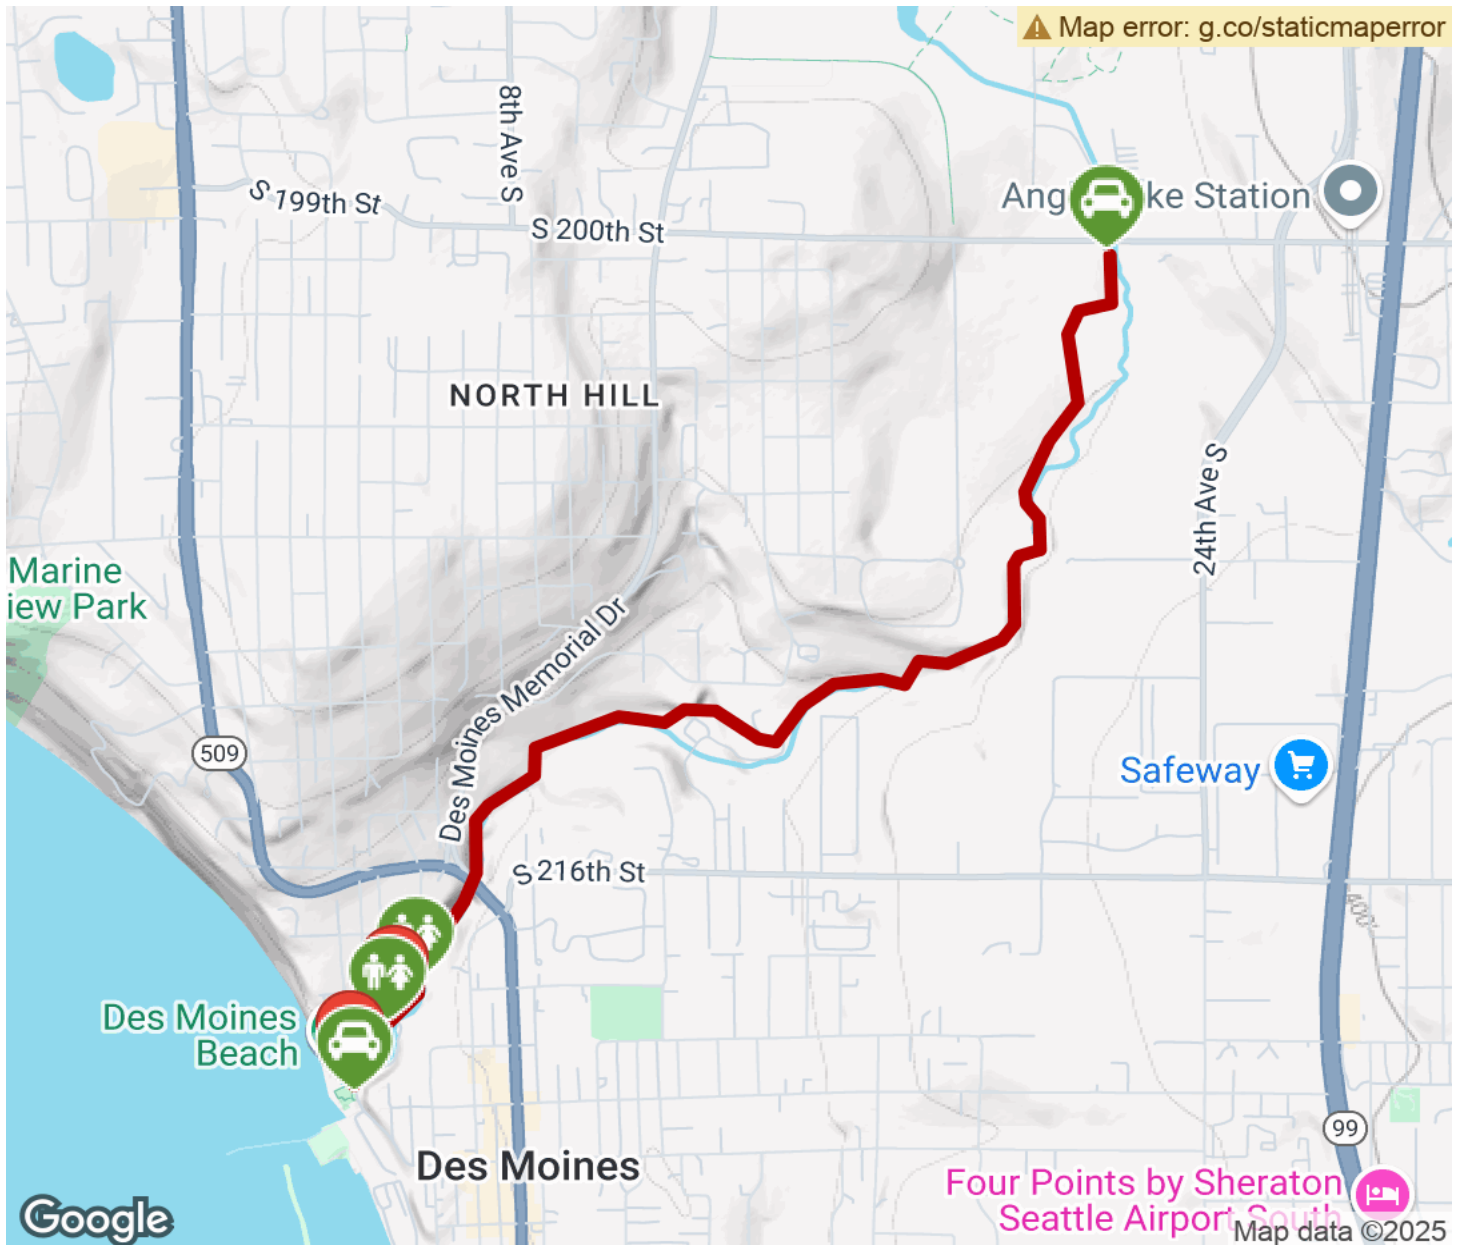 Map error: g.co/staticmaperror
8th Ave S
S 199th St
S 200th St
Ang
ke Station
NORTH HILL
24th Ave S
Marine
iew Park
Des Moines Memorial Dr
509
Safeway
S 216th St
400'
Des Moines
Beach
99
Des Moines
Four Points by Sheraton
Seattle Airport South
Google
Map data ©2025